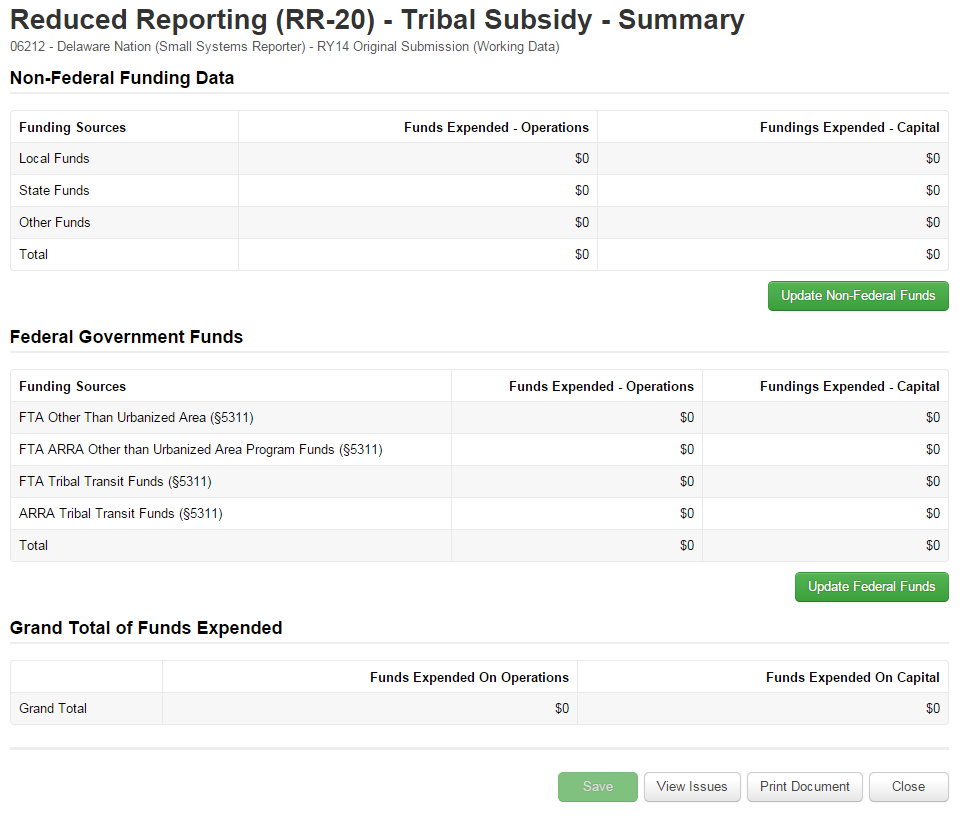 Reduced Reporting (RR-20) - Tribal Subsidy - Summary
06212 - Delaware Nation (Small Systems Reporter) - RY14 Original Submission (Working Data)
Non-Federal Funding Data
Funding Sources Funds Expended - Operations Fundings Expended - Capital
Local Funds $0 $0
State Funds $0 $0
Other Funds $0 $0
Total $0 $0
Update Non-Federal Funds
Federal Government Funds
Funding Sources Funds Expended - Operations Fundings Expended - Capital
FTA Other Than Urbanized Area (§5311) $0 $0
FTA ARRA Other than Urbanized Area Program Funds (§5311) $0 $0
FTA Tribal Transit Funds (§5311) $0 $0
ARRA Tribal Transit Funds (§5311) $0 $0
Total $0 $0
Update Federal Funds
Grand Total of Funds Expended
Funds Expended On Operations Funds Expended On Capital
Grand Total $0 $0
Save View Issues Print Document Close